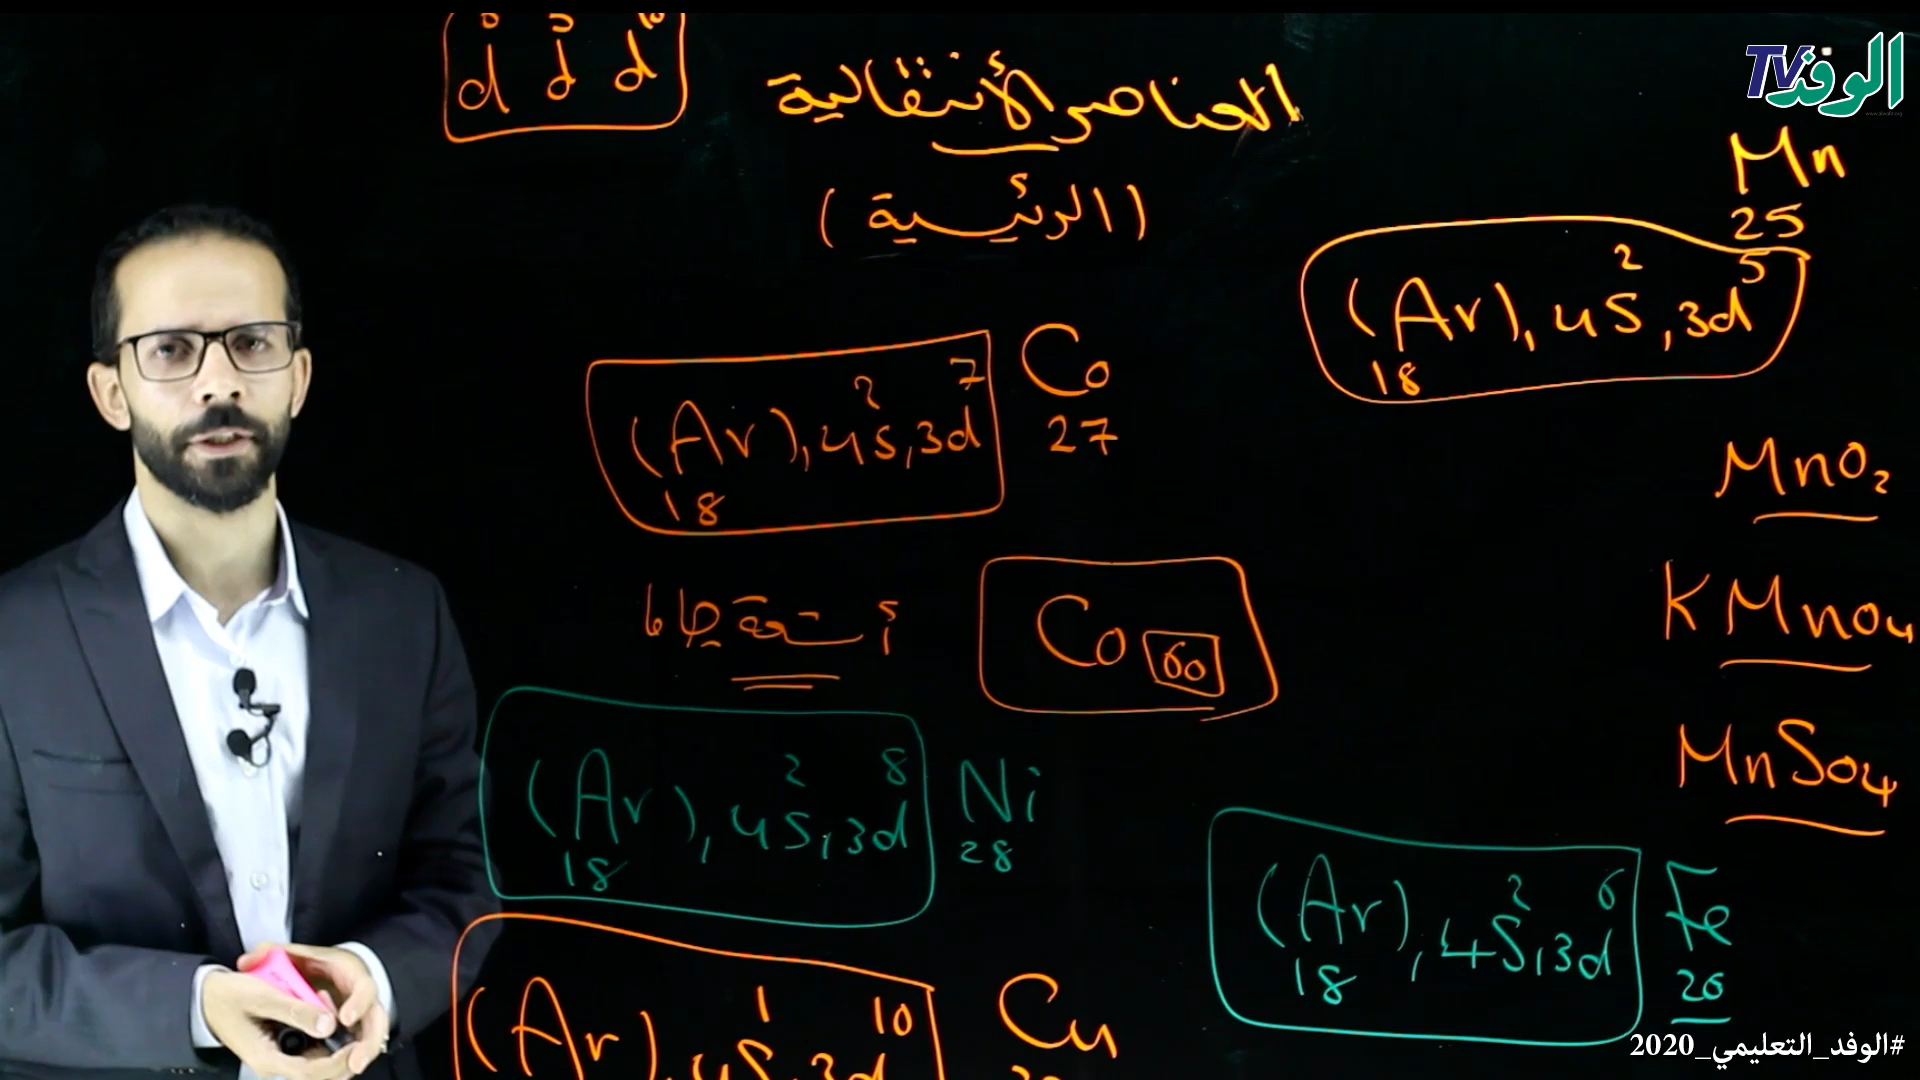 d⁰ d⁵ d¹⁰
العناصر الأنتقالية
(الرئيسية)
الوفد TV
Mn
25
(Ar), 4S², 3d⁵
18
Co
27
(Ar), 4S², 3d⁷
18
MnO₂
KMnO₄
MnSO₄
Co 60
أشعة جاما
Ni
28
(Ar), 4S², 3d⁸
18
Fe
26
(Ar), 4S², 3d⁶
18
Cu
(Ar), 4S¹, 3d¹⁰
#الوفد_التعليمي_2020